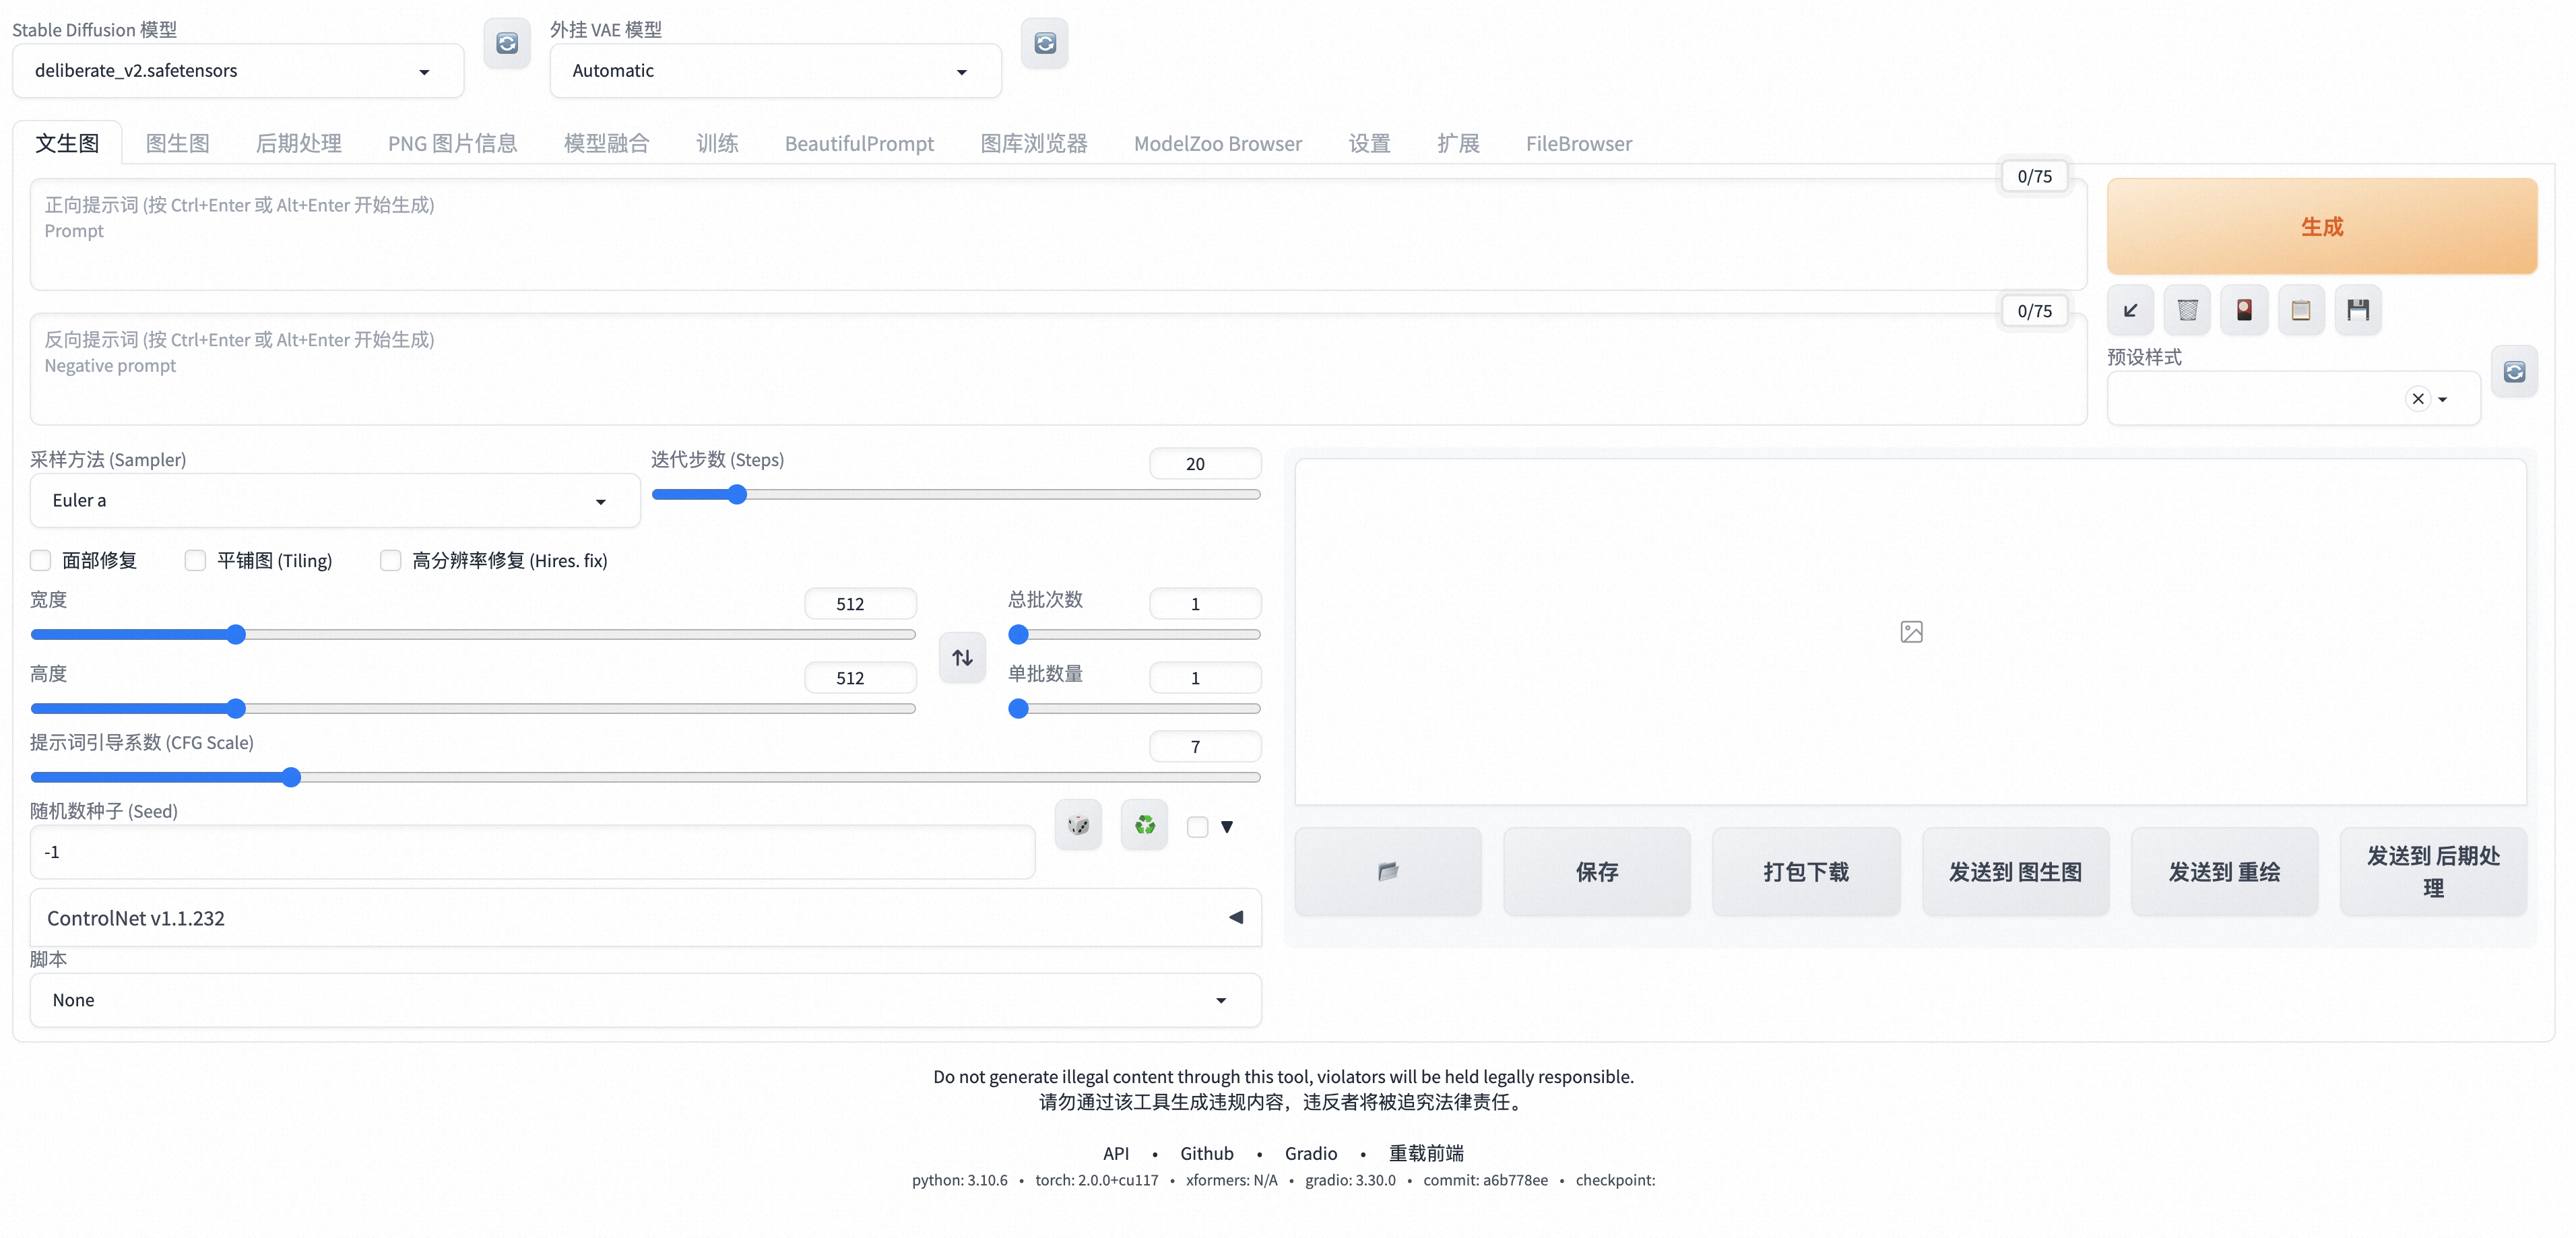 Stable Diffusion 模型
外挂 VAE 模型
deliberate_v2.safetensors
Automatic
文生图 图生图 后期处理 PNG 图片信息 模型融合 训练 BeautifulPrompt 图库浏览器 ModelZoo Browser 设置 扩展 FileBrowser
0/75
正向提示词 (按 Ctrl+Enter 或 Alt+Enter 开始生成)
Prompt
生成
0/75
反向提示词 (按 Ctrl+Enter 或 Alt+Enter 开始生成)
Negative prompt
预设样式
采样方法 (Sampler)
Euler a
迭代步数 (Steps)
20
面部修复 平铺图 (Tiling) 高分辨率修复 (Hires. fix)
宽度
512
总批次数
1
高度
512
单批数量
1
提示词引导系数 (CFG Scale)
7
随机数种子 (Seed)
-1
ControlNet v1.1.232
脚本
None
保存
打包下载
发送到 图生图
发送到 重绘
发送到 后期处
理
Do not generate illegal content through this tool, violators will be held legally responsible.
请勿通过该工具生成违规内容，违反者将被追究法律责任。
API • Github • Gradio • 重载前端
python: 3.10.6 • torch: 2.0.0+cu117 • xformers: N/A • gradio: 3.30.0 • commit: a6b778ee • checkpoint: